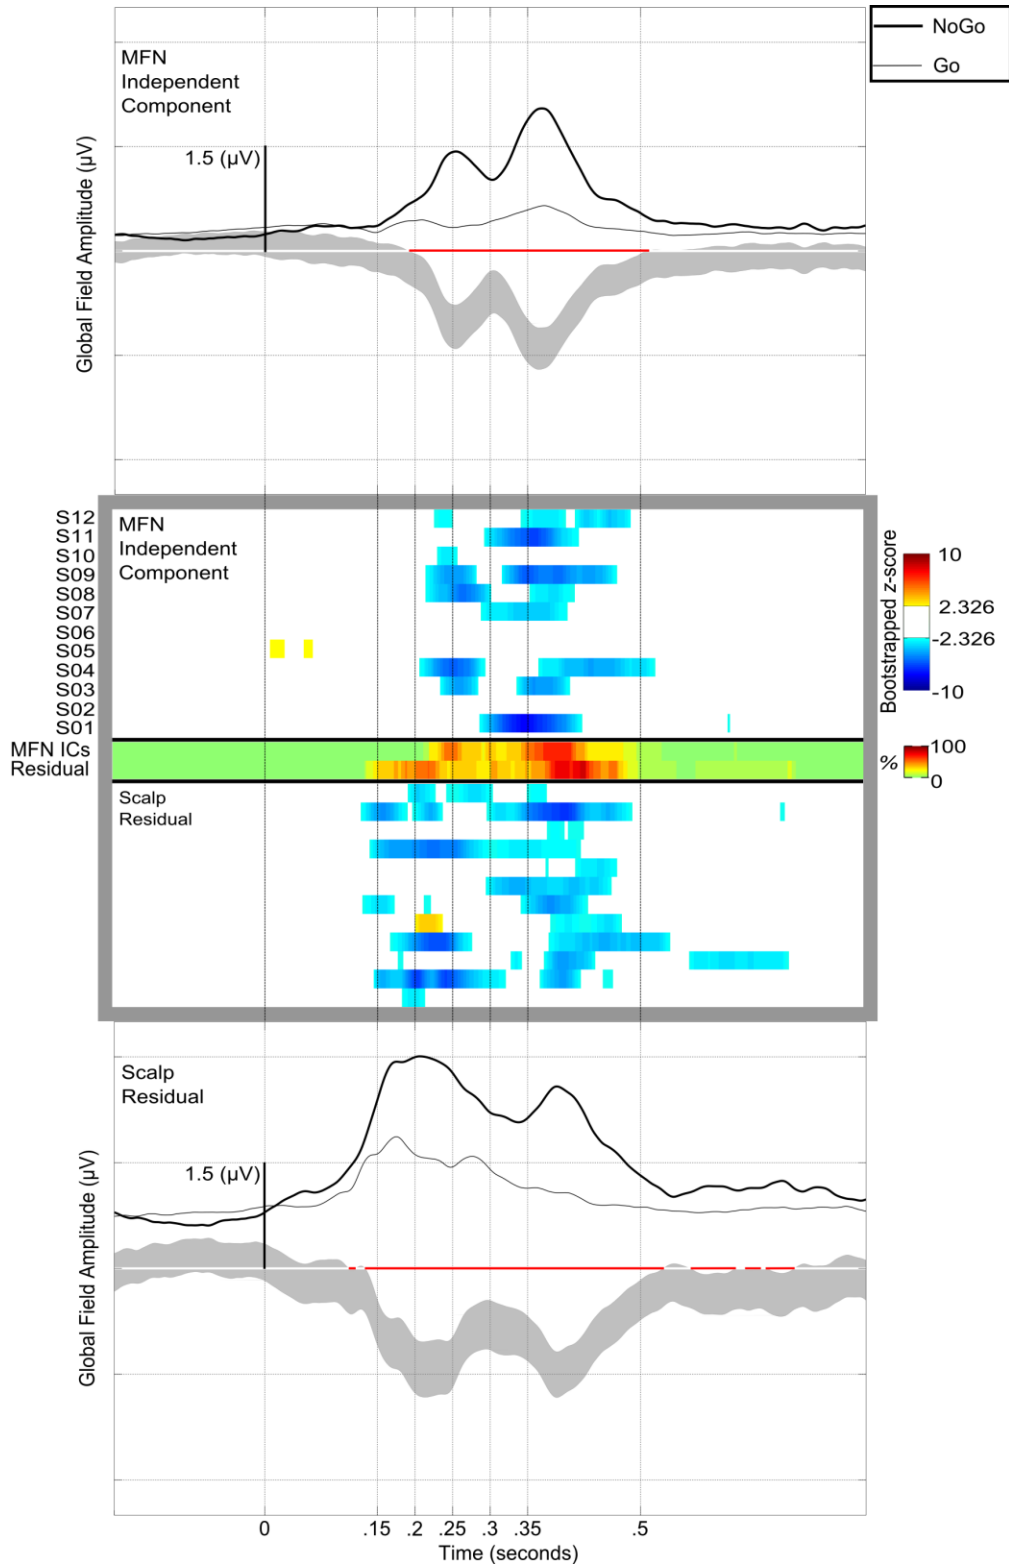 NoGo
Go
MFN
Independent
Component
1.5 (µV)
Global Field Amplitude (µV)
S12
S11
S10
S09
S08
S07
S06
S05
S04
S03
S02
S01
MFN ICs
Residual
MFN
Independent
Component
Scalp
Residual
Bootstrapped z-score
10
2.326
-2.326
-10
%
100
0
Scalp
Residual
1.5 (µV)
Global Field Amplitude (µV)
0 .15 .2 .25 .3 .35 .5
Time (seconds)